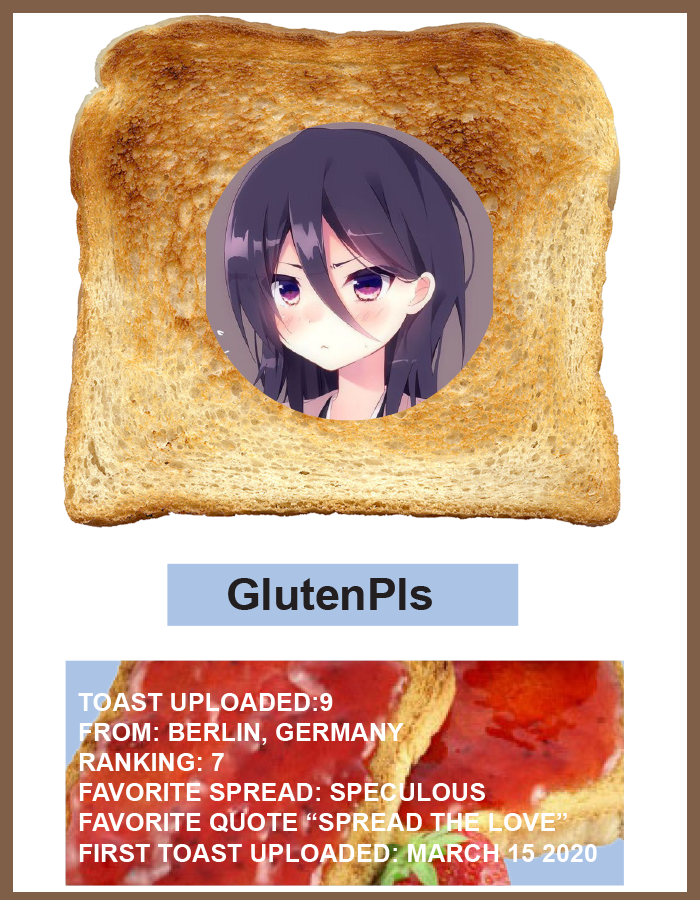 GlutenPls
TOAST UPLOADED:9
FROM: BERLIN, GERMANY
RANKING: 7
FAVORITE SPREAD: SPECULOUS
FAVORITE QUOTE “SPREAD THE LOVE”
FIRST TOAST UPLOADED: MARCH 15 2020